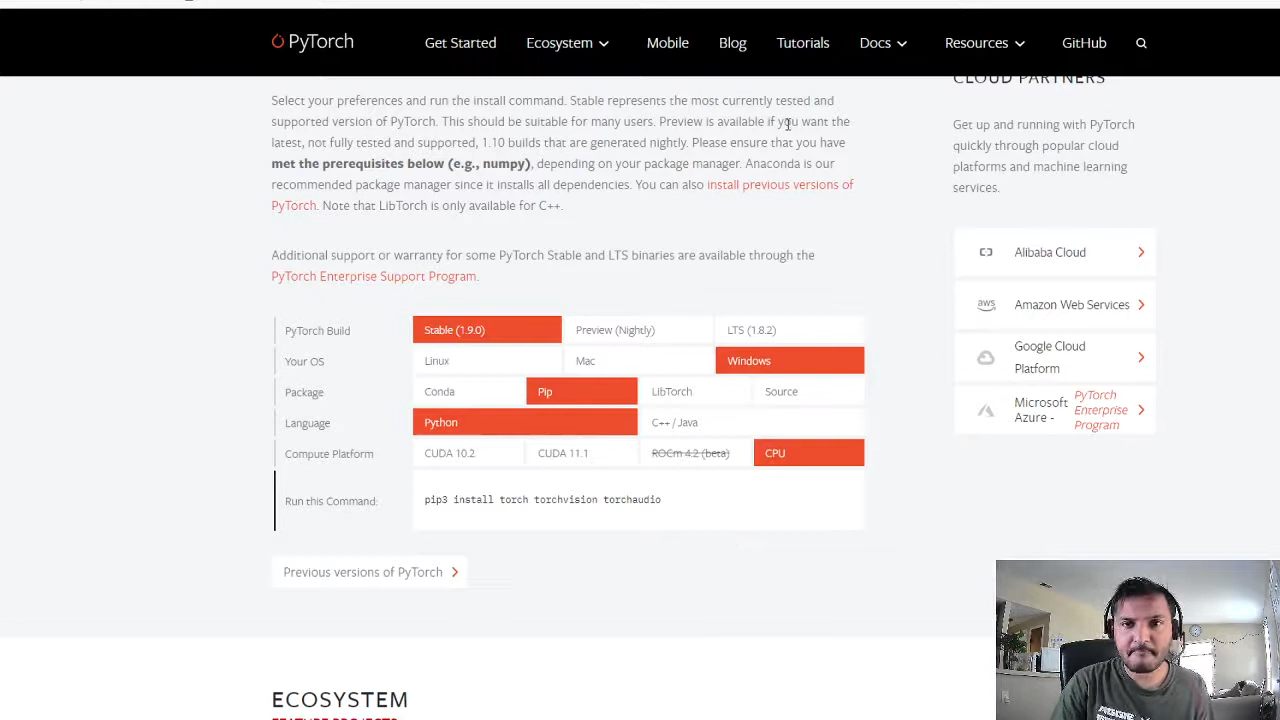 PyTorch
Get Started
Ecosystem
Mobile
Blog
Tutorials
Docs
Resources
GitHub
CLOUD PARTNERS
Select your preferences and run the install command. Stable represents the most currently tested and
supported version of PyTorch. This should be suitable for many users. Preview is available if you want the
latest, not fully tested and supported, 1.10 builds that are generated nightly. Please ensure that you have
met the prerequisites below (e.g., numpy), depending on your package manager. Anaconda is our
recommended package manager since it installs all dependencies. You can also install previous versions of
PyTorch. Note that LibTorch is only available for C++.
Additional support or warranty for some PyTorch Stable and LTS binaries are available through the
PyTorch Enterprise Support Program.
Get up and running with PyTorch
quickly through popular cloud
platforms and machine learning
services.
Alibaba Cloud
aws Amazon Web Services
Google Cloud
Platform
Microsoft
Azure -
PyTorch
Enterprise
Program
PyTorch Build
Stable (1.9.0)
Preview (Nightly)
LTS (1.8.2)
Your OS
Linux
Mac
Windows
Package
Conda
Pip
LibTorch
Source
Language
Python
C++ / Java
Compute Platform
CUDA 10.2
CUDA 11.1
ROCm 4.2 (beta)
CPU
Run this Command:
pip3 install torch torchvision torchaudio
Previous versions of PyTorch
ECOSYSTEM
FEATURE PROJECTS